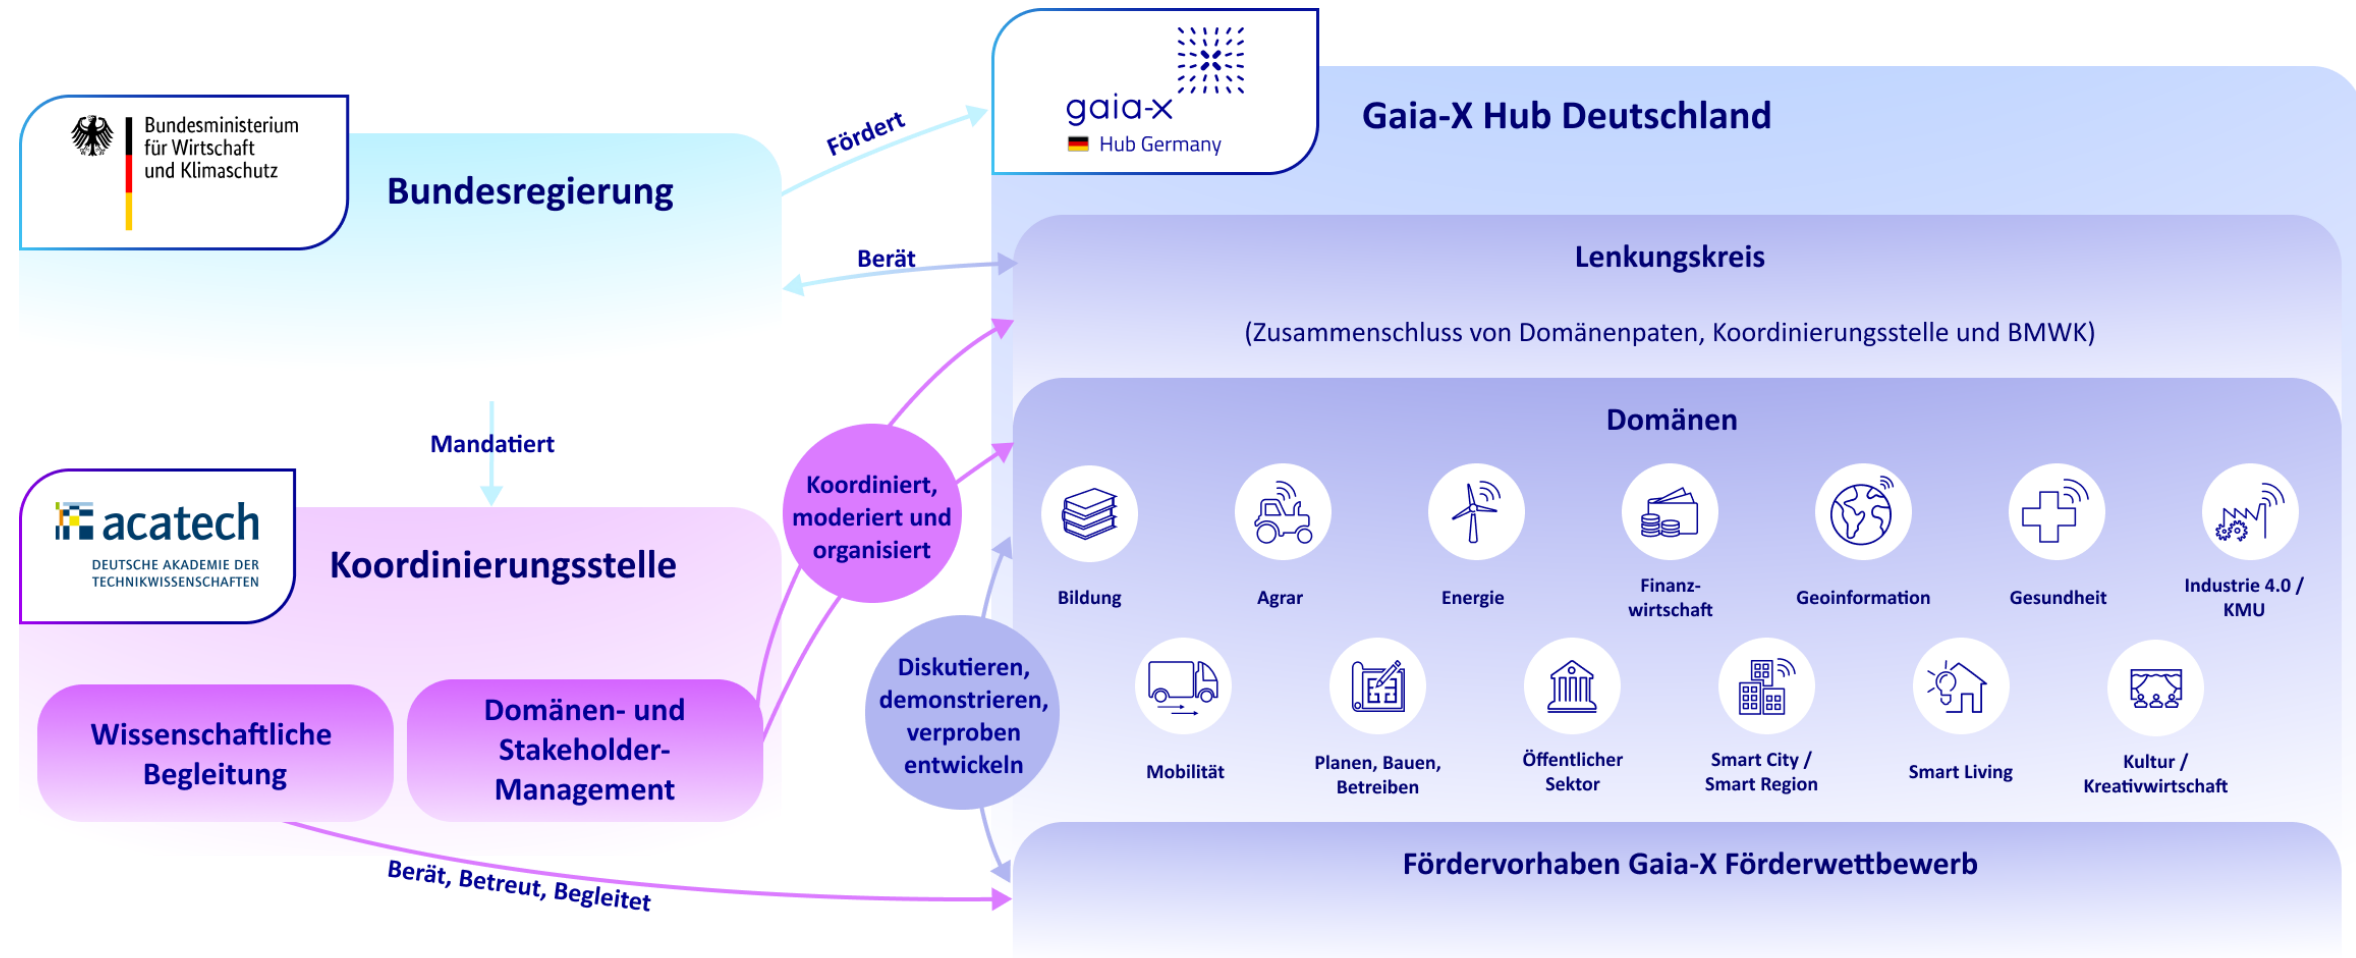 Bundesministerium
für Wirtschaft
und Klimaschutz
Bundesregierung
Fördert
gaia-x
Hub Germany
Gaia-X Hub Deutschland
Berät
Lenkungskreis
(Zusammenschluss von Domänenpaten, Koordinierungsstelle und BMWK)
Mandatiert
acatech
DEUTSCHE AKADEMIE DER
TECHNIKWISSENSCHAFTEN
Koordinierungsstelle
Wissenschaftliche
Begleitung
Domänen- und
Stakeholder-
Management
Koordiniert,
moderiert und
organisiert
Diskutieren,
demonstrieren,
verproben
entwickeln
Berät, Betreut, Begleitet
Domänen
Bildung
Agrar
Energie
Finanz-
wirtschaft
Geoinformation
Gesundheit
Industrie 4.0 /
KMU
Mobilität
Planen, Bauen,
Betreiben
Öffentlicher
Sektor
Smart City /
Smart Region
Smart Living
Kultur /
Kreativwirtschaft
Fördervorhaben Gaia-X Förderwettbewerb